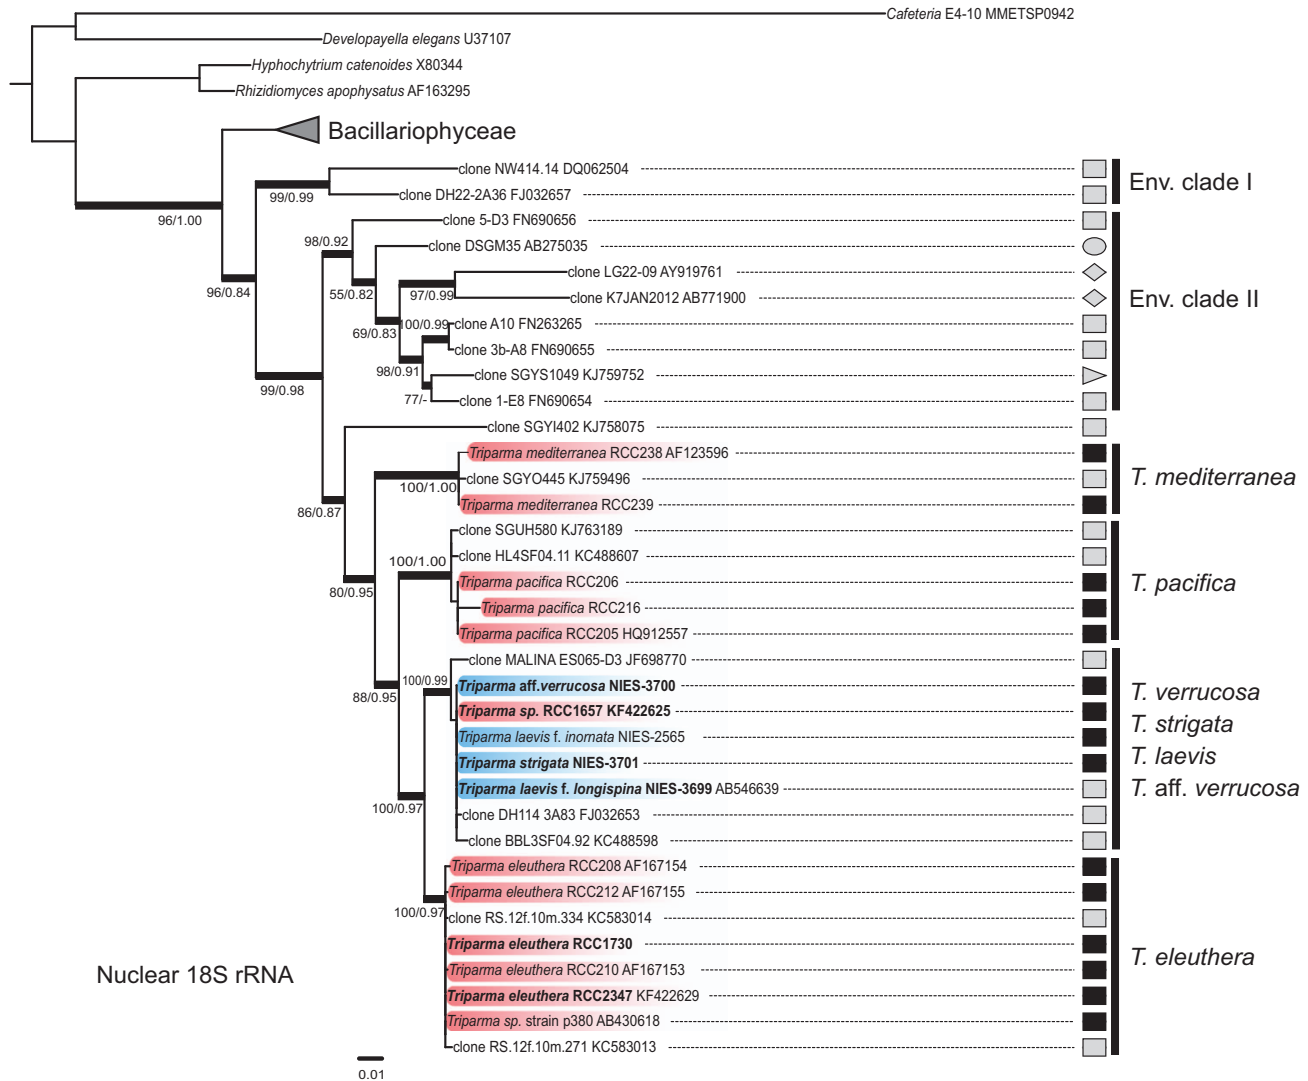 Cafeteria E4-10 MMETSP0942
Developayella elegans U37107
Hyphochytrium catenoides X80344
Rhizidiomyces apophysatus AF163295
Bacillariophyceae
clone NW414.14 DQ062504
Env. clade I
99/0.99
clone DH22-2A36 FJ032657
96/1.00
clone 5-D3 FN690656
98/0.92
clone DSGM35 AB275035
clone LG22-09 AY919761
96/0.84
55/0.82
97/0.99
clone K7JAN2012 AB771900
Env. clade II
69/0.83
100/0.99
clone A10 FN263265
clone 3b-A8 FN690655
98/0.91
clone SGYS1049 KJ759752
99/0.98
77/-
clone 1-E8 FN690654
clone SGYI402 KJ758075
Triparma mediterranea RCC238 AF123596
clone SGYO445 KJ759496
T. mediterranea
100/1.00
Triparma mediterranea RCC239
86/0.87
clone SGUH580 KJ763189
clone HL4SF04.11 KC488607
100/1.00
Triparma pacifica RCC206
T. pacifica
80/0.95
Triparma pacifica RCC216
Triparma pacifica RCC205 HQ912557
clone MALINA ES065-D3 JF698770
100/0.99
Triparma aff.verrucosa NIES-3700
T. verrucosa
88/0.95
Triparma sp. RCC1657 KF422625
T. strigata
Triparma laevis f. inornata NIES-2565
T. laevis
Triparma strigata NIES-3701
Triparma laevis f. longispina NIES-3699 AB546639
T. aff. verrucosa
100/0.97
clone DH114 3A83 FJ032653
clone BBL3SF04.92 KC488598
Triparma eleuthera RCC208 AF167154
Triparma eleuthera RCC212 AF167155
100/0.97
clone RS.12f.10m.334 KC583014
Triparma eleuthera RCC1730
T. eleuthera
Nuclear 18S rRNA
Triparma eleuthera RCC210 AF167153
Triparma eleuthera RCC2347 KF422629
Triparma sp. strain p380 AB430618
clone RS.12f.10m.271 KC583013
0.01